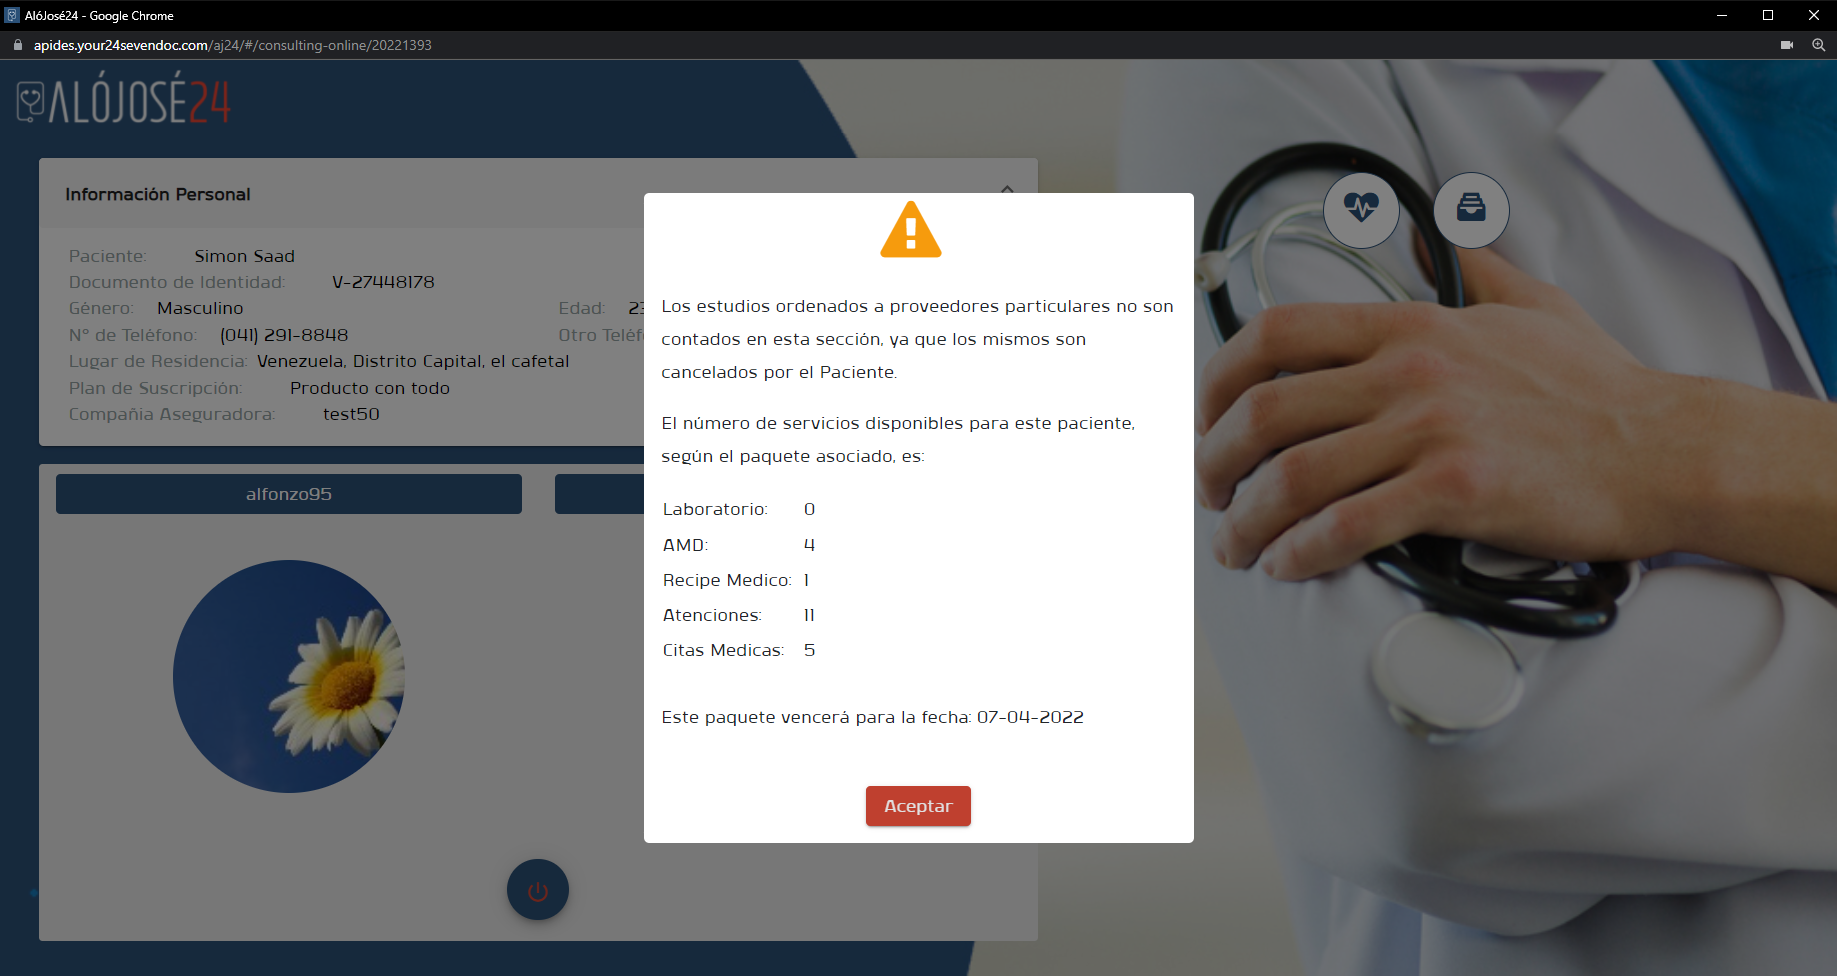 AlóJosé24 - Google Chrome
apides.your24sevendoc.com/aj24/#/consulting-online/20221393
ALÓJOSÉ24
Información Personal
Paciente: Simon Saad
Documento de Identidad: V-27448178
Género: Masculino Edad: 23
N° de Teléfono: (041) 291-8848 Otro Teléf
Lugar de Residencia: Venezuela, Distrito Capital, el cafetal
Plan de Suscripción: Producto con todo
Compañia Aseguradora: test50
alfonzo95
Los estudios ordenados a proveedores particulares no son
contados en esta sección, ya que los mismos son
cancelados por el Paciente.
El número de servicios disponibles para este paciente,
según el paquete asociado, es:
Laboratorio: 0
AMD: 4
Recipe Medico: 1
Atenciones: 11
Citas Medicas: 5
Este paquete vencerá para la fecha: 07-04-2022
Aceptar